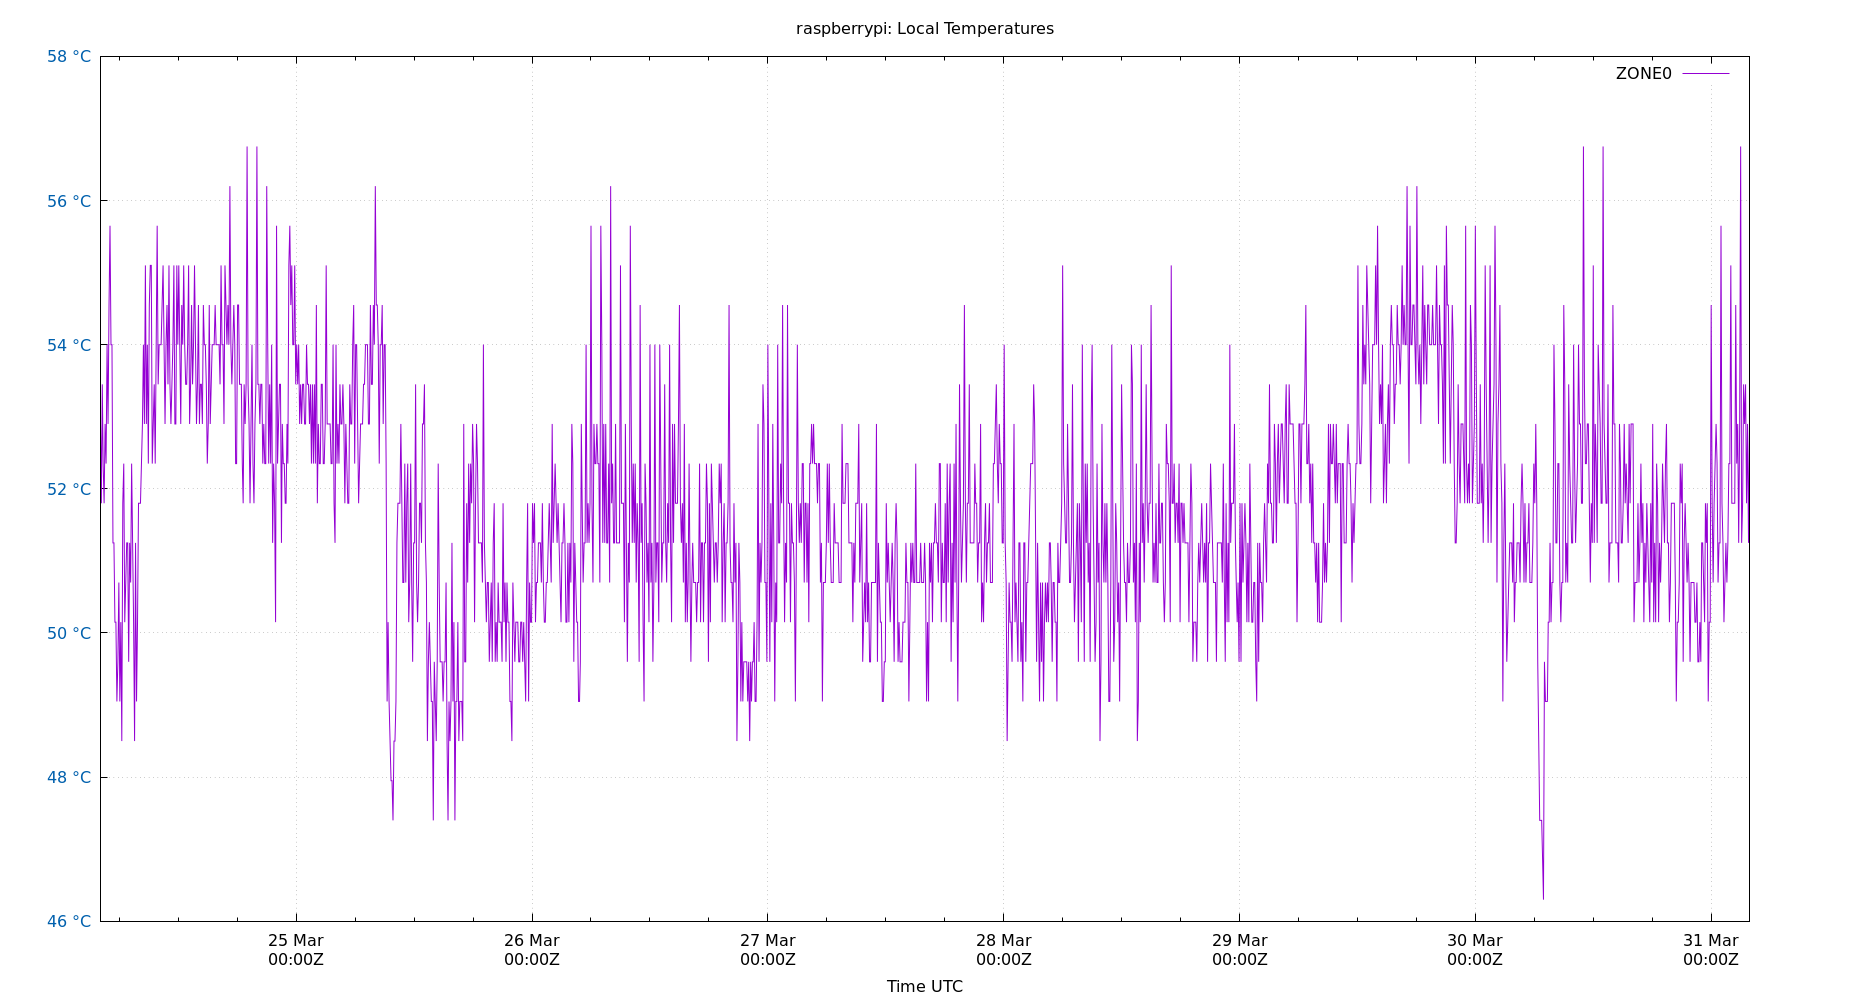 raspberrypi: Local Temperatures
58 °C
ZONE0
56 °C
54 °C
52 °C
50 °C
48 °C
46 °C
25 Mar 26 Mar 27 Mar 28 Mar 29 Mar 30 Mar 31 Mar
00:00Z 00:00Z 00:00Z 00:00Z 00:00Z 00:00Z 00:00Z
Time UTC